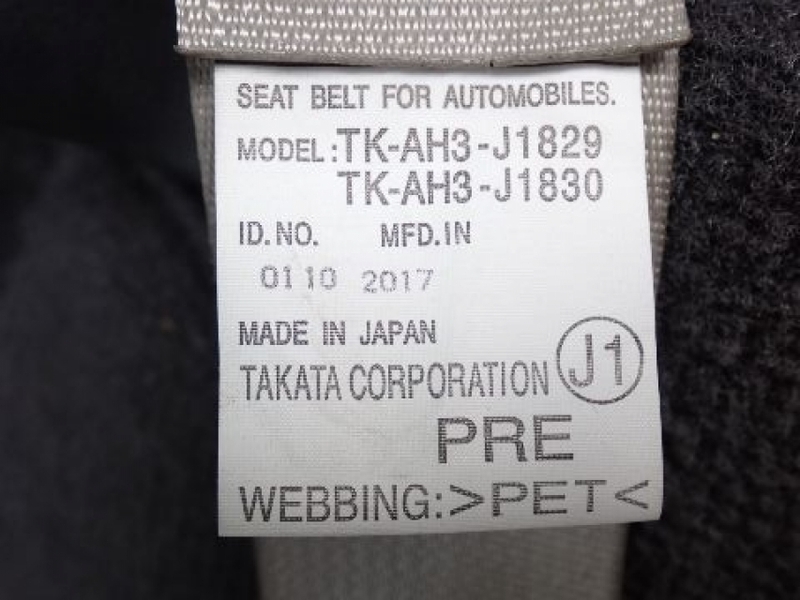 SEAT BELT FOR AUTOMOBILES.
MODEL:TK-AH3-J1829
TK-AH3-J1830
ID.NO. MFD.IN
0110 2017
MADE IN JAPAN
TAKATA CORPORATION J1
PRE
WEBBING:>PET<